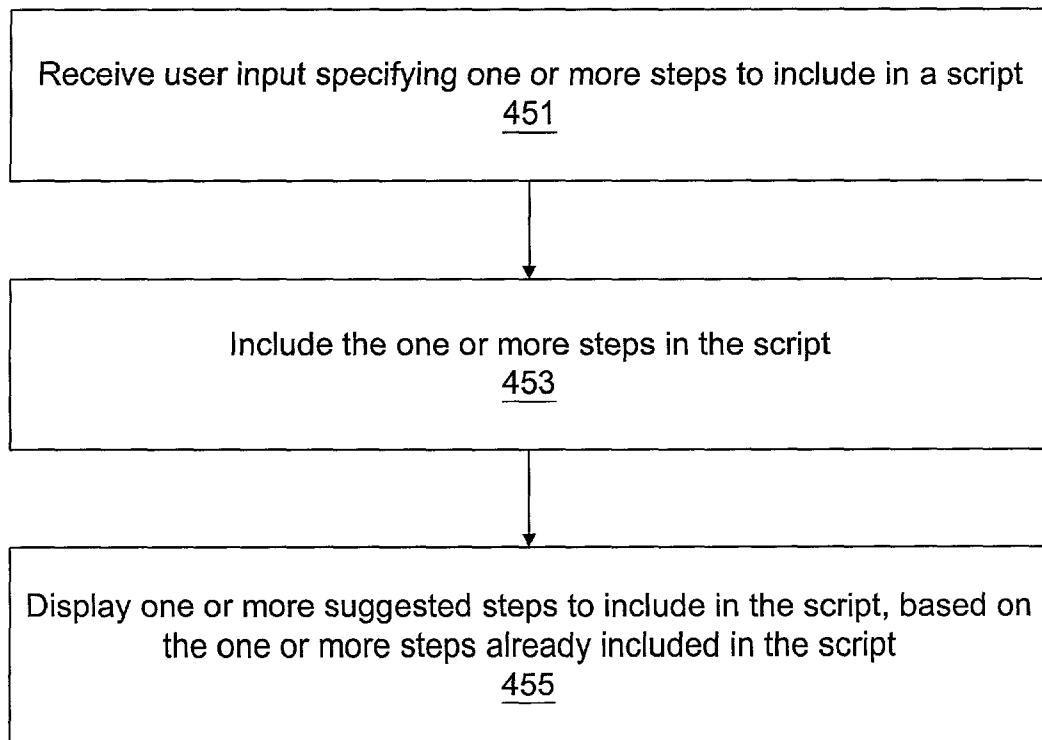 Receive user input specifying one or more steps to include in a script
451
Include the one or more steps in the script
453
Display one or more suggested steps to include in the script, based on
the one or more steps already included in the script
455